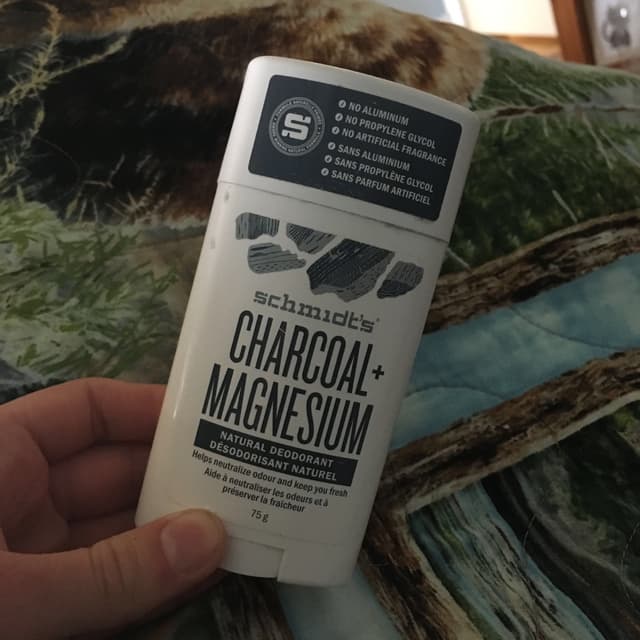 NO ALUMINUM
NO PROPYLENE GLYCOL
NO ARTIFICIAL FRAGRANCE
SANS ALUMINIUM
SANS PROPYLÈNE GLYCOL
SANS PARFUM ARTIFICIEL
S
schmidt's
CHARCOAL+
MAGNESIUM
NATURAL DEODORANT
DÉSODORISANT NATUREL
Helps neutralize odour and keep you fresh
Aide à neutraliser les odeurs et à
préserver la fraîcheur
75 g